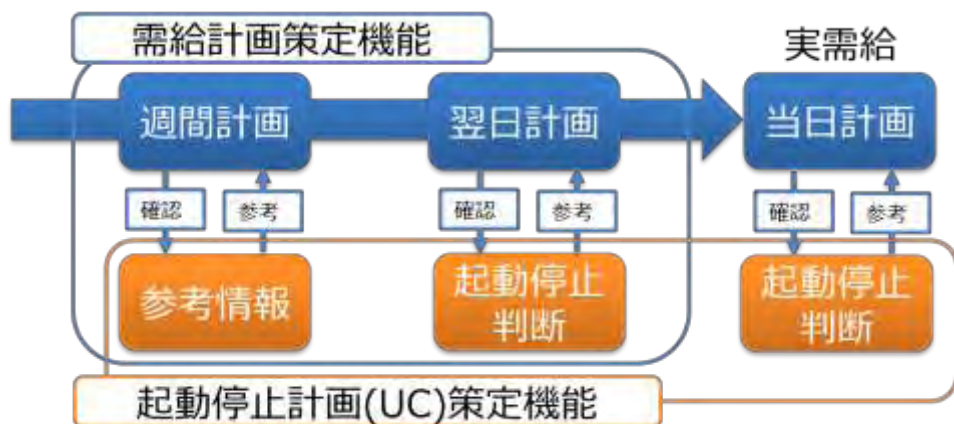 需給計画策定機能
実需給
週間計画
翌日計画
当日計画
確認
参考
確認
参考
確認
参考
参考情報
起動停止
判断
起動停止
判断
起動停止計画(UC)策定機能